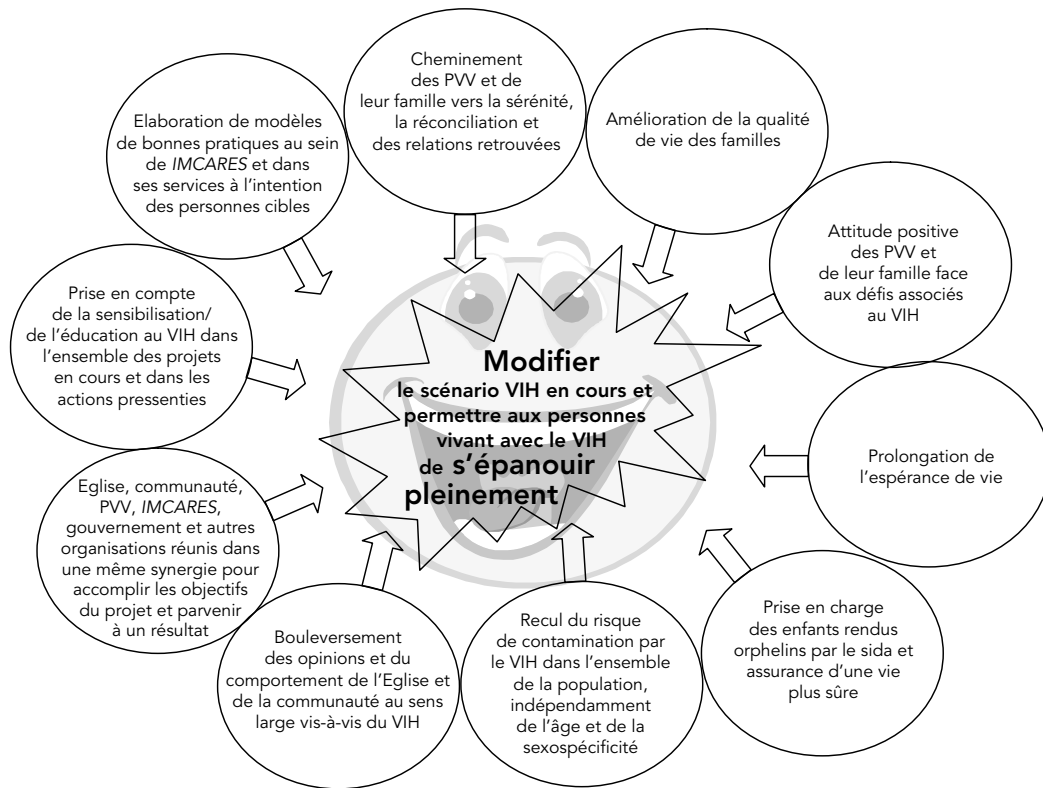 Cheminement
des PVV et de
leur famille vers la sérénité,
la réconciliation et
des relations retrouvées
Amélioration de la qualité
de vie des familles
Attitude positive
des PVV et
de leur famille face
aux défis associés
au VIH
Prolongation de
l'espérance de vie
Prise en charge
des enfants rendus
orphelins par le sida et
assurance d'une vie
plus sûre
Recul du risque
de contamination par
le VIH dans l'ensemble
de la population,
indépendamment
de l'âge et de la
sexospécificité
Bouleversement
des opinions et du
comportement de l'Eglise et
de la communauté au sens
large vis-à-vis du VIH
Eglise, communauté,
PVV, IMCARES,
gouvernement et autres
organisations réunis dans
une même synergie pour
accomplir les objectifs
du projet et parvenir
à un résultat
Prise en compte
de la sensibilisation/
de l'éducation au VIH dans
l'ensemble des projets
en cours et dans les
actions pressenties
Elaboration de modèles
de bonnes pratiques au sein
de IMCARES et dans
ses services à l'intention
des personnes cibles
Modifier
le scénario VIH en cours et
permettre aux personnes
vivant avec le VIH
de s'épanouir
pleinement